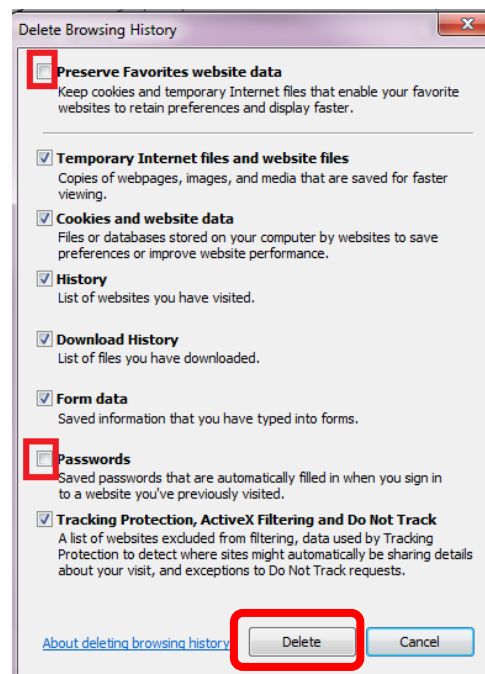 Delete Browsing History
Preserve Favorites website data
Keep cookies and temporary Internet files that enable your favorite
websites to retain preferences and display faster.
Temporary Internet files and website files
Copies of webpages, images, and media that are saved for faster
viewing.
Cookies and website data
Files or databases stored on your computer by websites to save
preferences or improve website performance.
History
List of websites you have visited.
Download History
List of files you have downloaded.
Form data
Saved information that you have typed into forms.
Passwords
Saved passwords that are automatically filled in when you sign in
to a website you've previously visited.
Tracking Protection, ActiveX Filtering and Do Not Track
A list of websites excluded from filtering, data used by Tracking
Protection to detect where sites might automatically be sharing details
about your visit, and exceptions to Do Not Track requests.
About deleting browsing history
Delete
Cancel